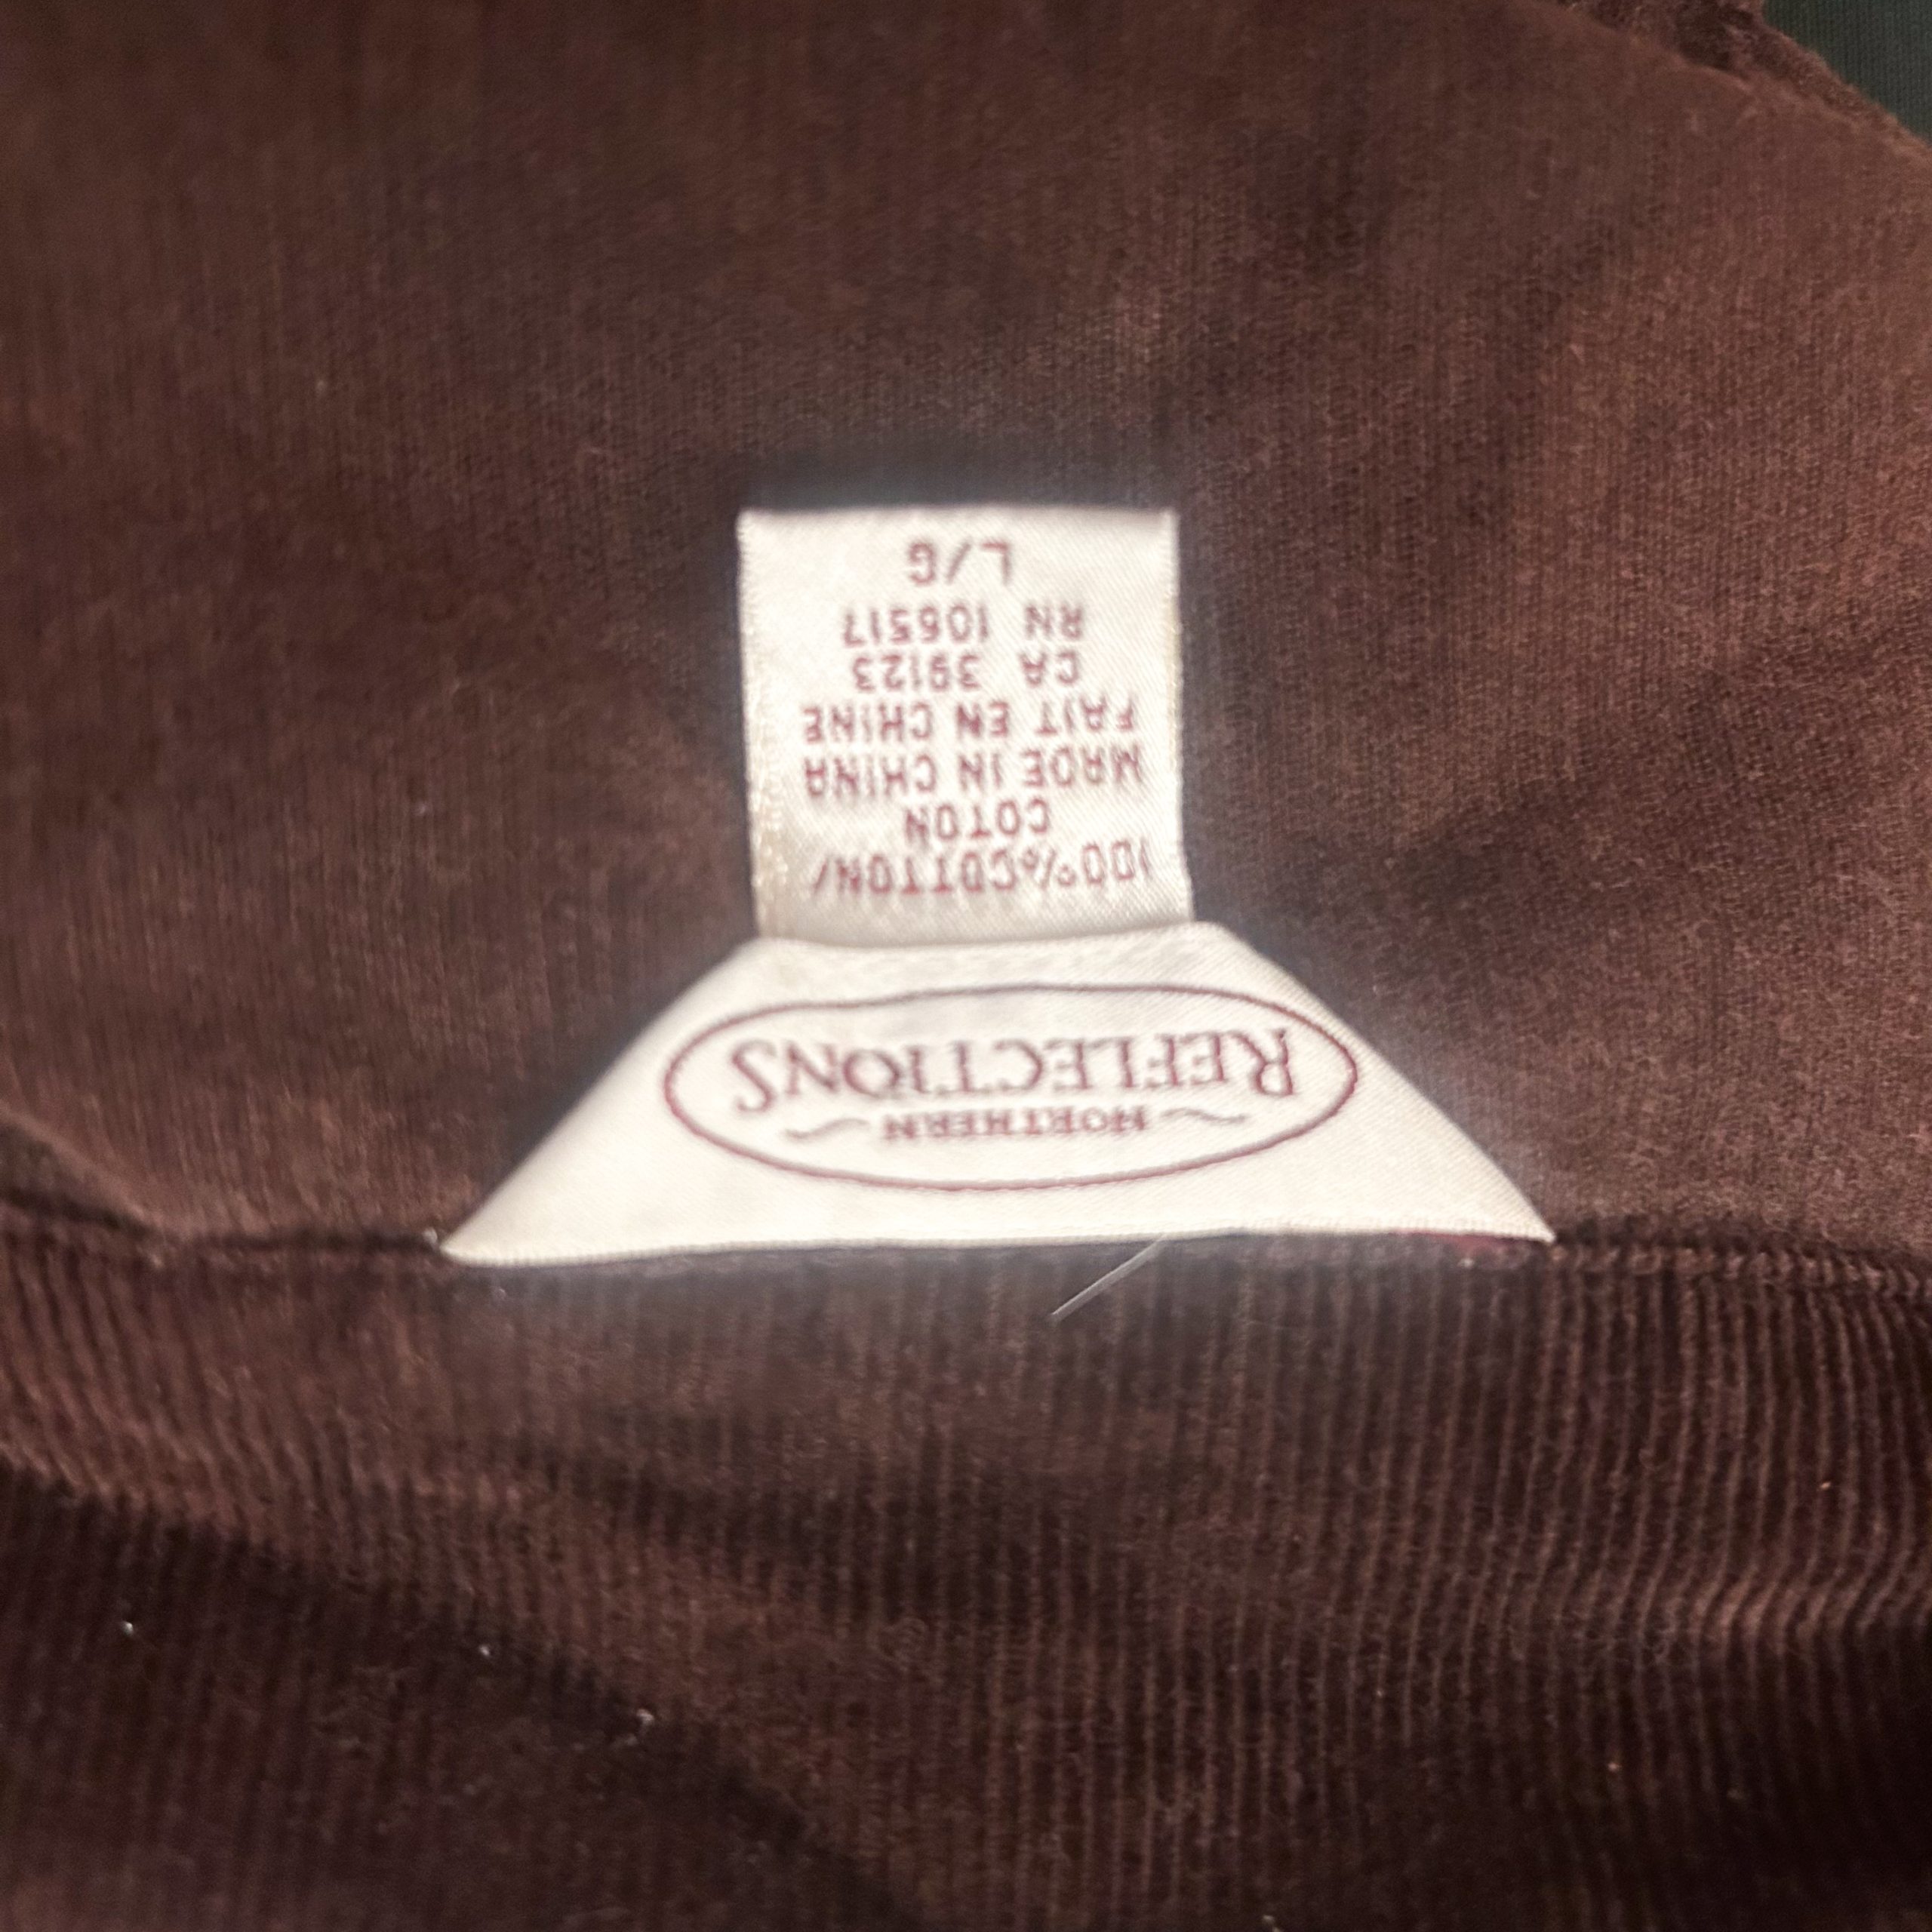 NORTHERN
REFLECTIONS
100%COTTON/
COTON
MADE IN CHINA
FAIT EN CHINE
CA 39123
RN 106517
L/G